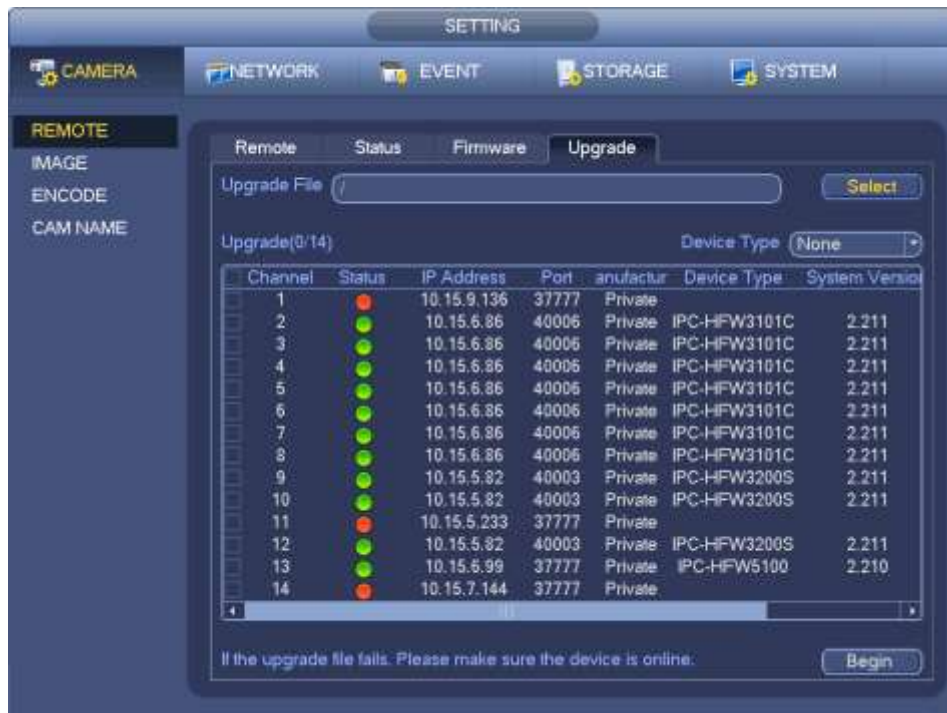 SETTING
CAMERA NETWORK EVENT STORAGE SYSTEM
REMOTE
IMAGE
ENCODE
CAM NAME
Remote Status Firmware Upgrade
Upgrade File / Select
Upgrade(0/14) Device Type None
Channel Status IP Address Port anufactur Device Type System Version
1 10.15.9.136 37777 Private
2 10.15.6.86 40006 Private IPC-HFW3101C 2.211
3 10.15.6.86 40006 Private IPC-HFW3101C 2.211
4 10.15.6.86 40006 Private IPC-HFW3101C 2.211
5 10.15.6.86 40006 Private IPC-HFW3101C 2.211
6 10.15.6.86 40006 Private IPC-HFW3101C 2.211
7 10.15.6.86 40006 Private IPC-HFW3101C 2.211
8 10.15.6.86 40006 Private IPC-HFW3101C 2.211
9 10.15.5.82 40003 Private IPC-HFW3200S 2.211
10 10.15.5.82 40003 Private IPC-HFW3200S 2.211
11 10.15.5.233 37777 Private
12 10.15.5.82 40003 Private IPC-HFW3200S 2.211
13 10.15.6.99 37777 Private IPC-HFW5100 2.210
14 10.15.7.144 37777 Private
If the upgrade file fails. Please make sure the device is online. Begin